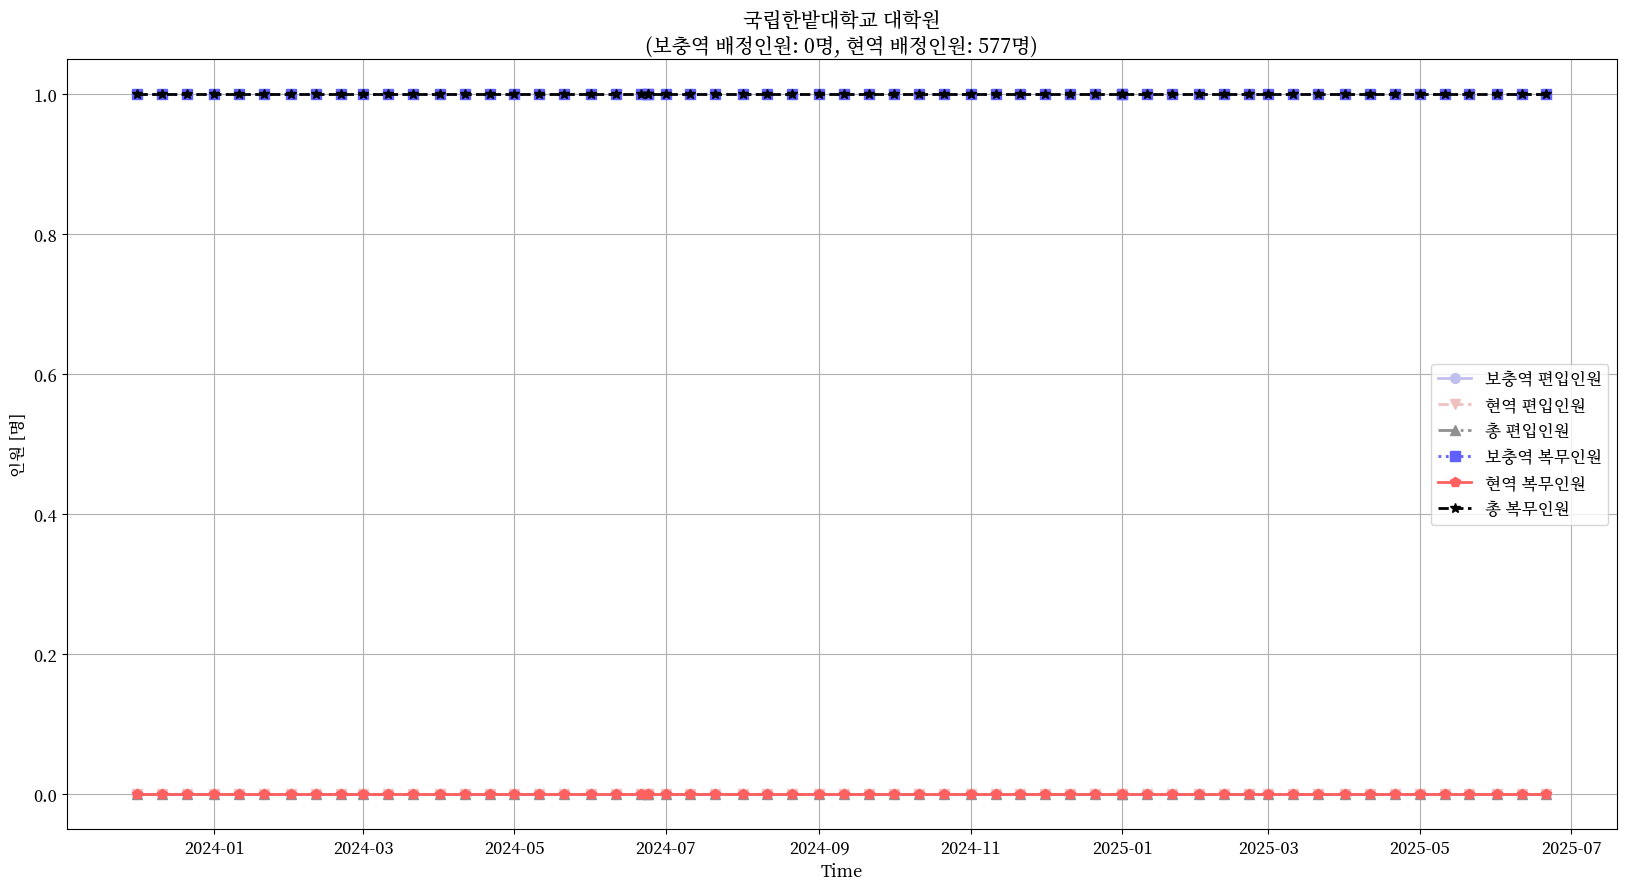 국립한밭대학교 대학원
(보충역 배정인원: 0명, 현역 배정인원: 577명)
1.0
0.8
0.6
0.4
0.2
0.0
인원 [명]
보충역 편입인원
현역 편입인원
총 편입인원
보충역 복무인원
현역 복무인원
총 복무인원
2024-01
2024-03
2024-05
2024-07
2024-09
2024-11
2025-01
2025-03
2025-05
2025-07
Time